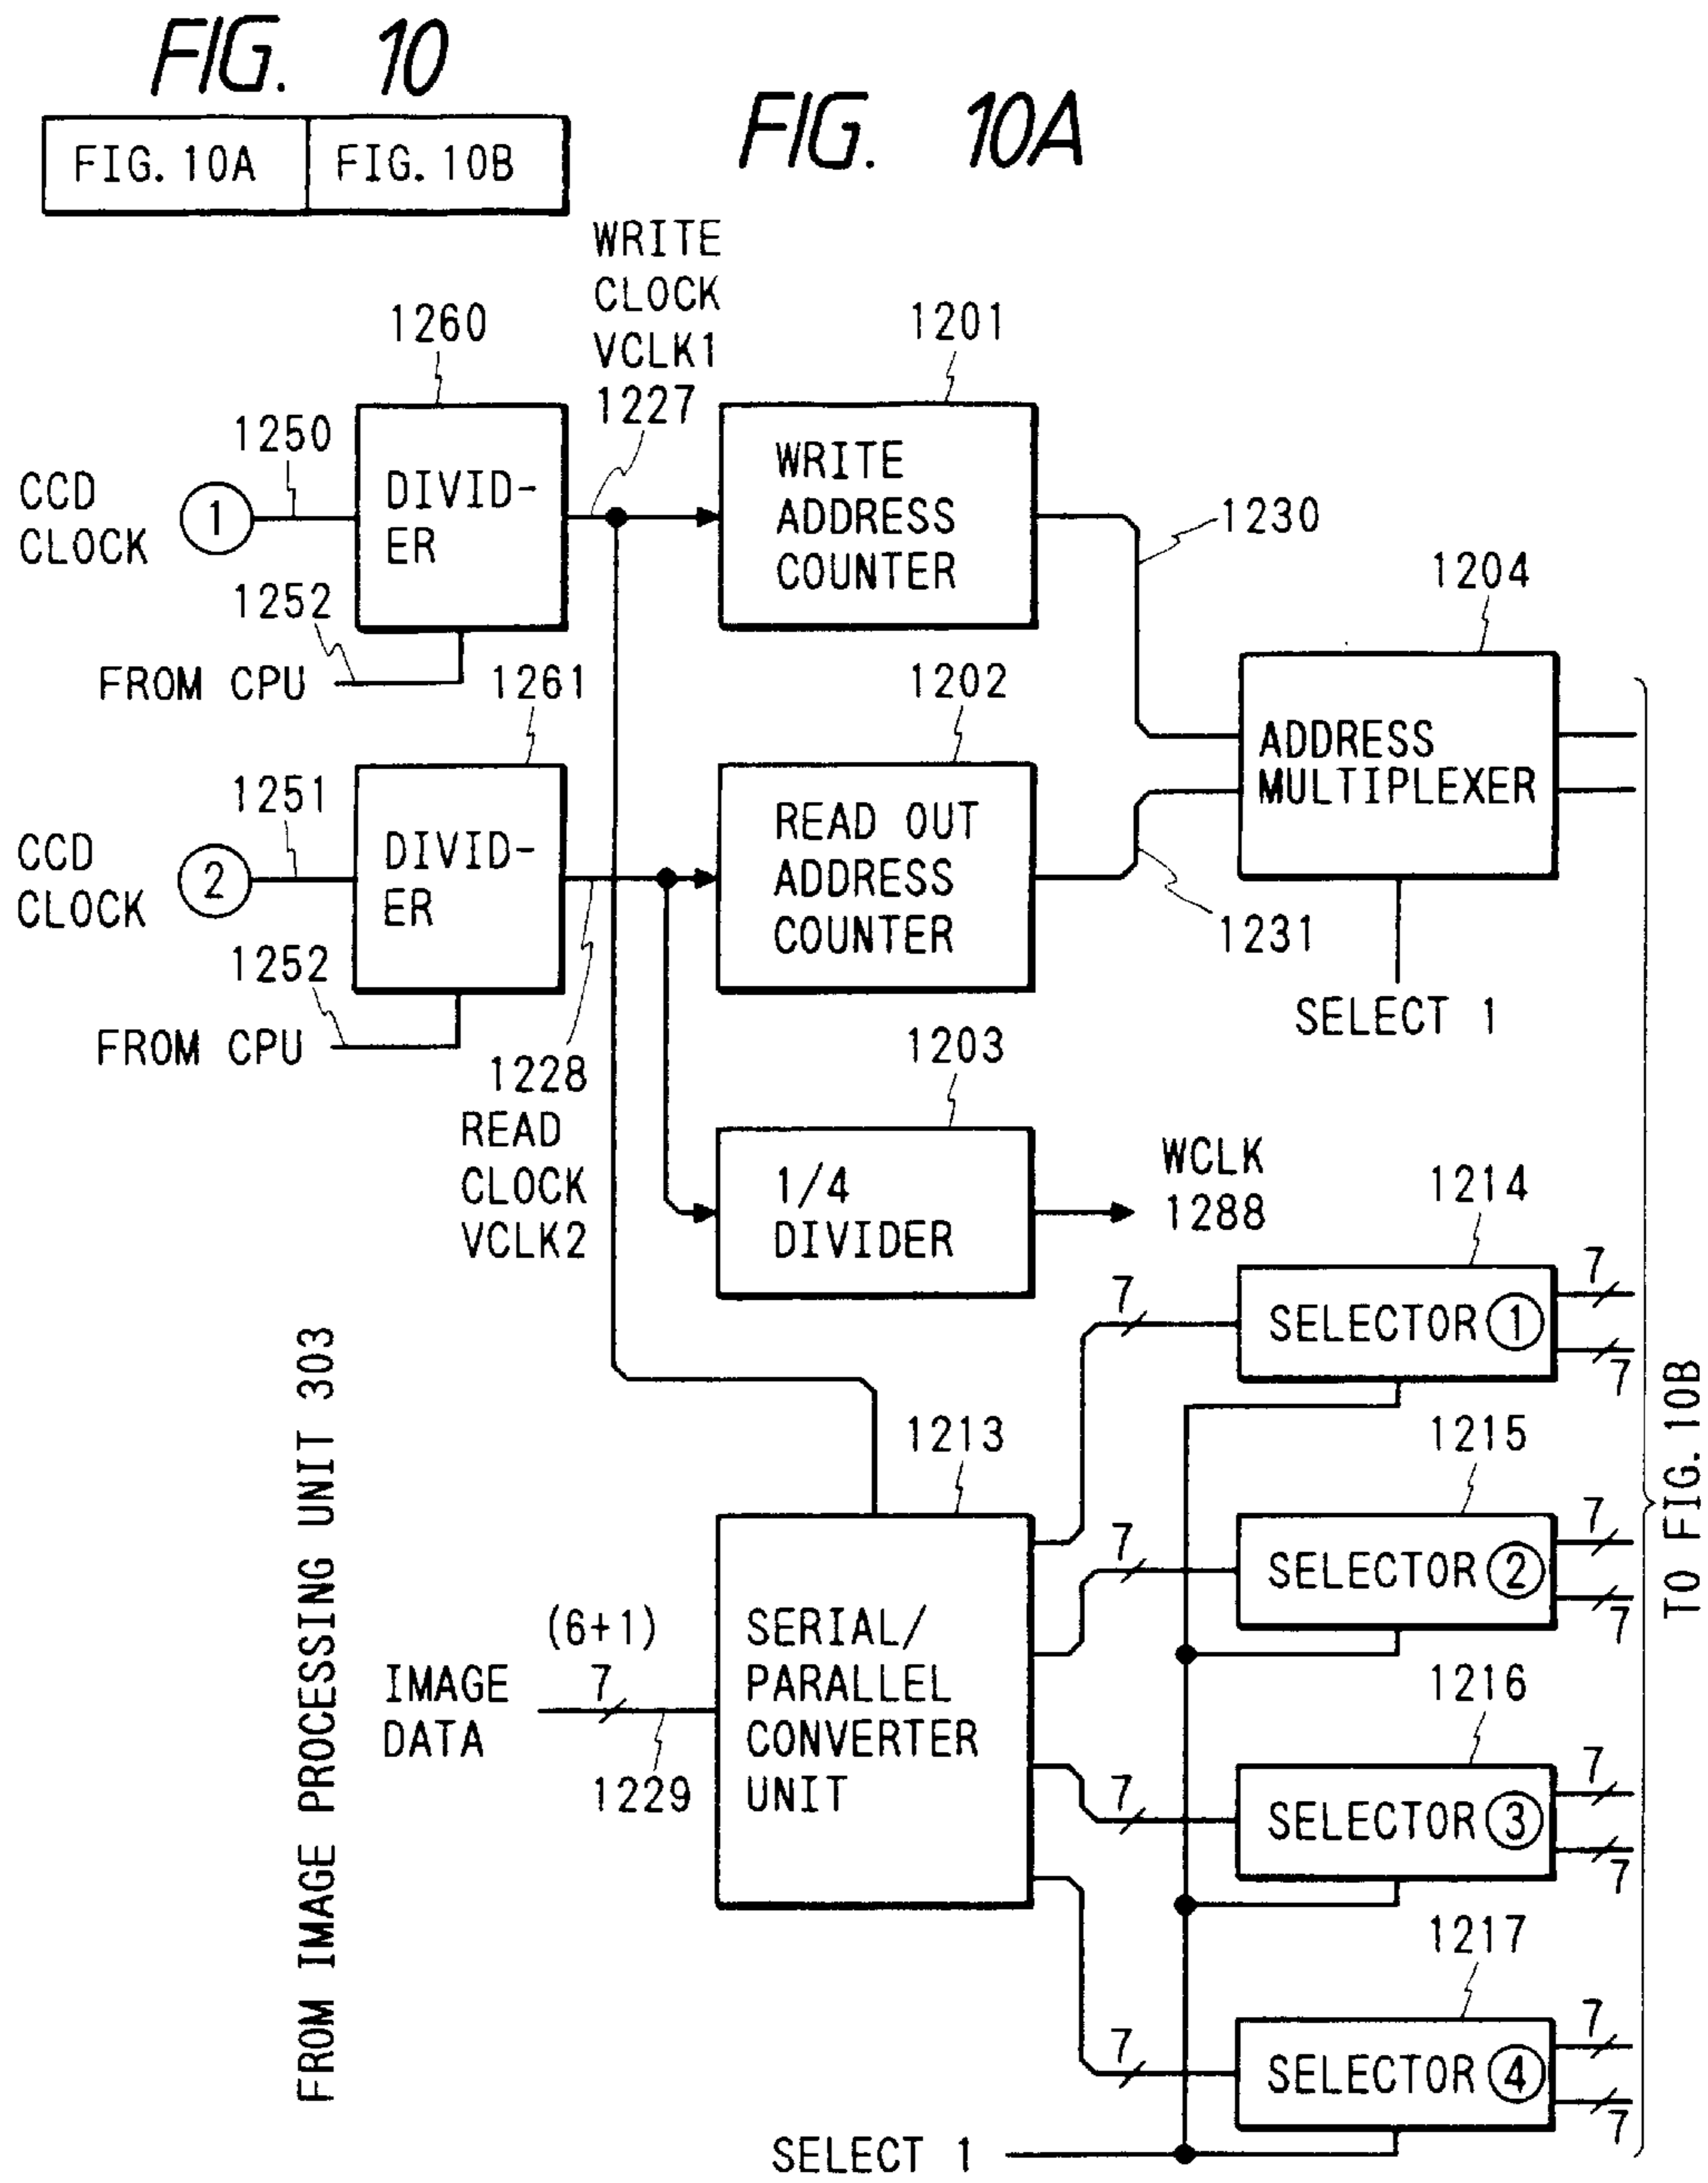 FIG. 10
FIG. 10A
FIG. 10B
FIG. 10A
WRITE
CLOCK
VCLK1
1227
1260
1201
1250
CCD
CLOCK
1
DIVID-
ER
WRITE
ADDRESS
COUNTER
1230
1252
FROM CPU
1204
1261
1202
ADDRESS
MULTIPLEXER
1251
CCD
CLOCK
2
DIVID-
ER
READ OUT
ADDRESS
COUNTER
1231
1252
FROM CPU
SELECT 1
1228
READ
CLOCK
VCLK2
1203
1/4
DIVIDER
WCLK
1288
1214
7
7
SELECTOR 1
7
FROM IMAGE PROCESSING UNIT 303
TO FIG. 10B
1213
1215
7
7
SELECTOR 2
7
(6+1)
7
IMAGE
DATA
1229
SERIAL/
PARALLEL
CONVERTER
UNIT
1216
7
7
SELECTOR 3
7
1217
7
7
SELECTOR 4
7
SELECT 1